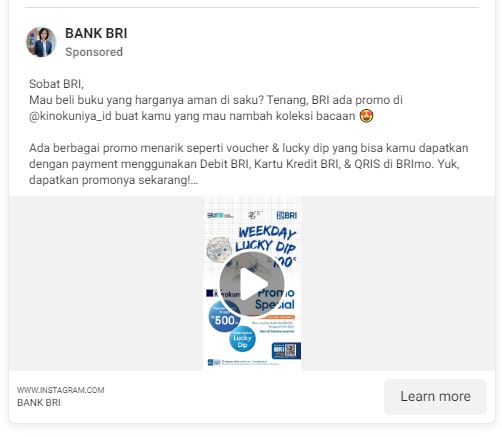 BANK BRI
Sponsored
Sobat BRI,
Mau beli buku yang harganya aman di saku? Tenang, BRI ada promo di
@kinokuniya_id buat kamu yang mau nambah koleksi bacaan 🤩
Ada berbagai promo menarik seperti voucher & lucky dip yang bisa kamu dapatkan
dengan payment menggunakan Debit BRI, Kartu Kredit BRI, & QRIS di BRImo. Yuk,
dapatkan promonya sekarang!...
BRI
WEEKDAY
LUCKY DIP
Kinokun
Promo
Spesial
500
Lucky
Dip
BRI
WWW.INSTAGRAM.COM
BANK BRI
Learn more